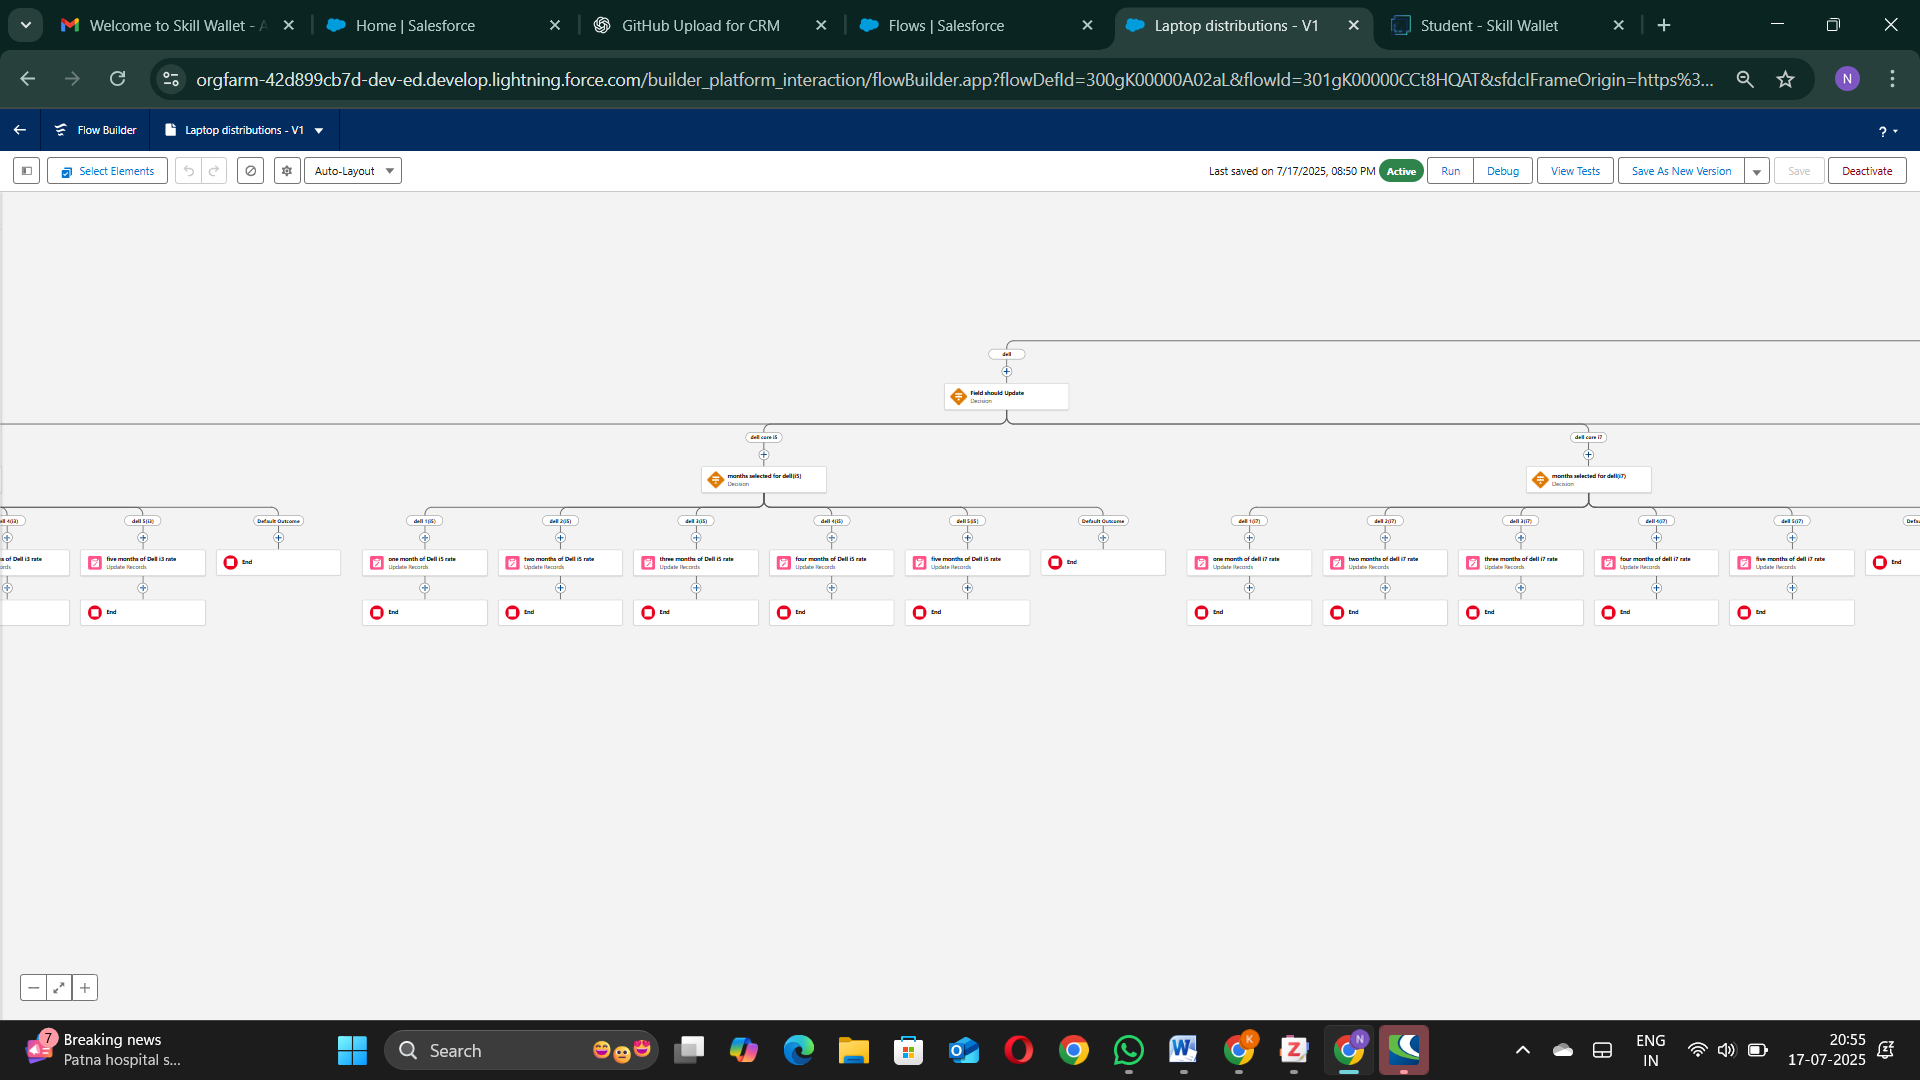 Welcome to Skill Wallet - A
Home | Salesforce
GitHub Upload for CRM
Flows | Salesforce
Laptop distributions - V1
Student - Skill Wallet
orgfarm-42d899cb7d-dev-ed.develop.lightning.force.com/builder_platform_interaction/flowBuilder.app?flowDefId=300gK00000A02aL&flowId=301gK00000CCt8HQAT&sfdcIFrameOrigin=https%3...
N
Flow Builder
Laptop distributions - V1
?
Select Elements
Auto-Layout
Last saved on 7/17/2025, 08:50 PM
Active
Run
Debug
View Tests
Save As New Version
Save
Deactivate
dell
Field should Update
Decision
dell core i5
dell core i7
months selected for dell(i5)
Decision
months selected for dell(i7)
Decision
ell 4(i3)
dell 5(i3)
Default Outcome
dell 1(i5)
dell 2(i5)
dell 3(i5)
dell 4(i5)
dell 5(i5)
Default Outcome
dell 1(i7)
dell 2(i7)
dell 3(i7)
dell 4(i7)
dell 5(i7)
Defau
s of Dell i3 rate
ords
five months of Dell i3 rate
Update Records
End
one month of Dell i5 rate
Update Records
two months of Dell i5 rate
Update Records
three months of Dell i5 rate
Update Records
four months of Dell i5 rate
Update Records
five months of Dell i5 rate
Update Records
End
one month of dell i7 rate
Update Records
two months of dell i7 rate
Update Records
three months of dell i7 rate
Update Records
four months of dell i7 rate
Update Records
five months of dell i7 rate
Update Records
End
End
End
End
End
End
End
End
End
End
End
End
7
Breaking news
Patna hospital s...
Search
K
N
ENG
IN
20:55
17-07-2025